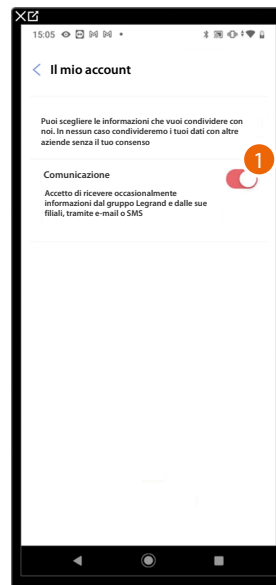 15:05
Il mio account
Puoi scegliere le informazioni che vuoi condividere con
noi. In nessun caso condivideremo i tuoi dati con altre
aziende senza il tuo consenso
1
Comunicazione
Accetto di ricevere occasionalmente
informazioni dal gruppo Legrand e dalle sue
filiali, tramite e-mail o SMS